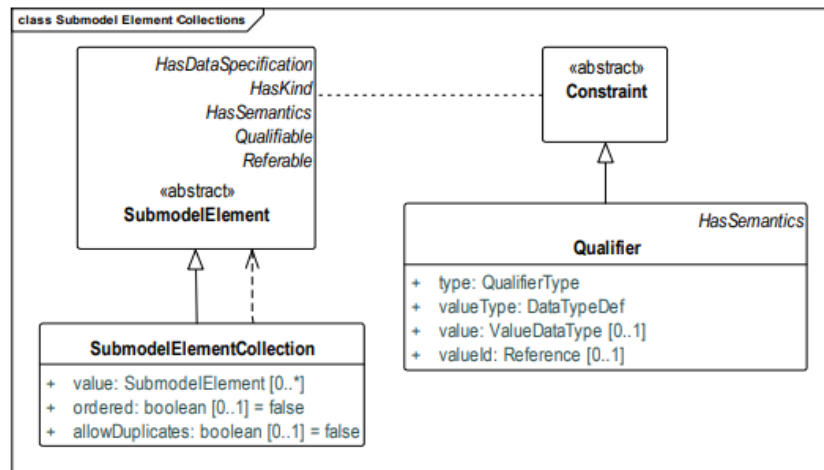 class Submodel Element Collections
HasDataSpecification
HasKind
HasSemantics
Qualifiable
Referable
«abstract»
SubmodelElement
«abstract»
Constraint
HasSemantics
Qualifier
+ type: QualifierType
+ valueType: DataTypeDef
+ value: ValueDataType [0..1]
+ valueId: Reference [0..1]
SubmodelElementCollection
+ value: SubmodelElement [0..*]
+ ordered: boolean [0..1] = false
+ allowDuplicates: boolean [0..1] = false